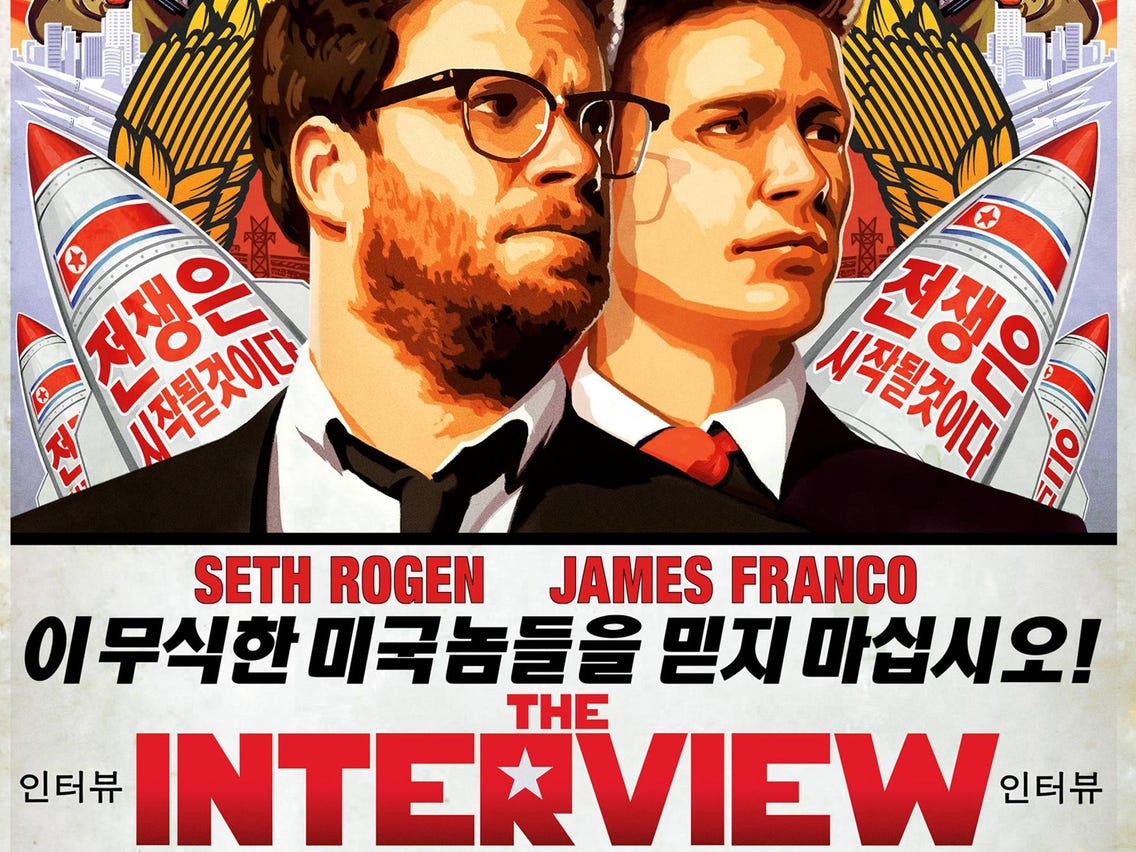 전쟁은
시작될것이다
전쟁은
시작될것이다
SETH ROGEN JAMES FRANCO
이 무식한 미국놈들을 믿지 마십시오!
THE
INTERVIEW
인터뷰
인터뷰